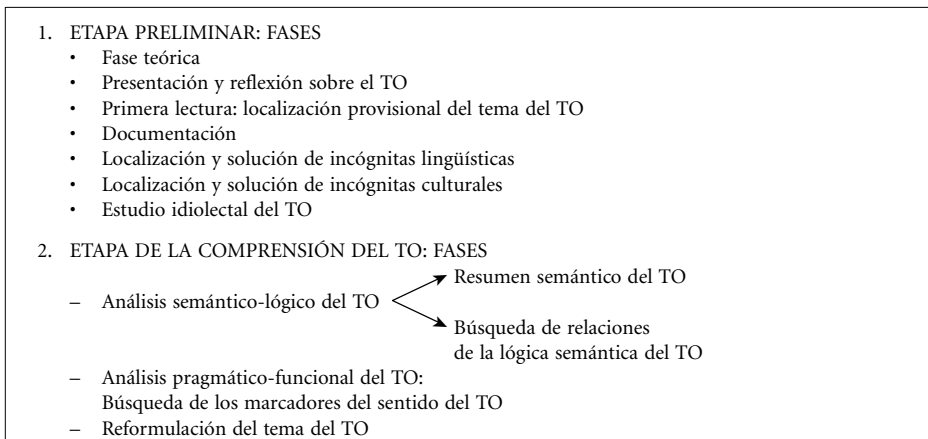 1. ETAPA PRELIMINAR: FASES
• Fase teórica
• Presentación y reflexión sobre el TO
• Primera lectura: localización provisional del tema del TO
• Documentación
• Localización y solución de incógnitas lingüísticas
• Localización y solución de incógnitas culturales
• Estudio idiolectal del TO
2. ETAPA DE LA COMPRENSIÓN DEL TO: FASES
Resumen semántico del TO
– Análisis semántico-lógico del TO
Búsqueda de relaciones
de la lógica semántica del TO
– Análisis pragmático-funcional del TO:
Búsqueda de los marcadores del sentido del TO
– Reformulación del tema del TO